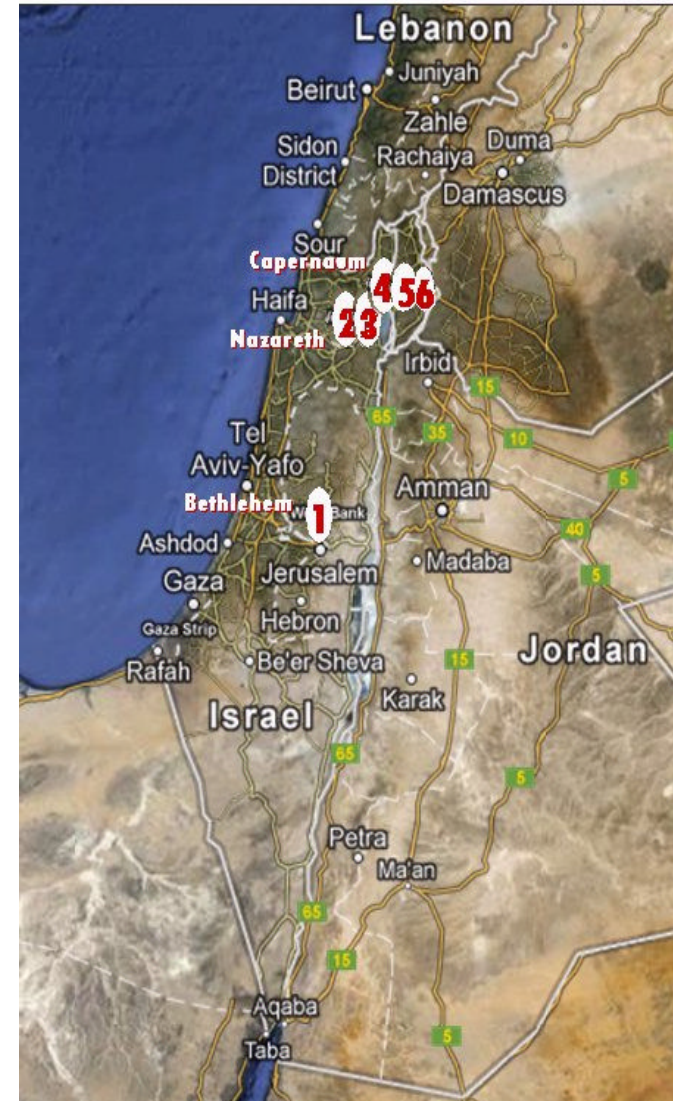 Lebanon
Juniyah
Beirut
Zahle
Sidon
District
Rachaiya
Duma
Damascus
Sour
Capernaum
4
5
6
Haifa
2
3
Nazareth
Irbid
15
65
35
10
Tel
Aviv-Yafo
5
Bethlehem
1
West Bank
Amman
40
Ashdod
Jerusalem
Madaba
5
Gaza
Hebron
Gaza Strip
Rafah
Be'er Sheva
15
Jordan
Karak
Israel
65
5
Petra
Ma'an
65
15
Aqaba
5
Taba